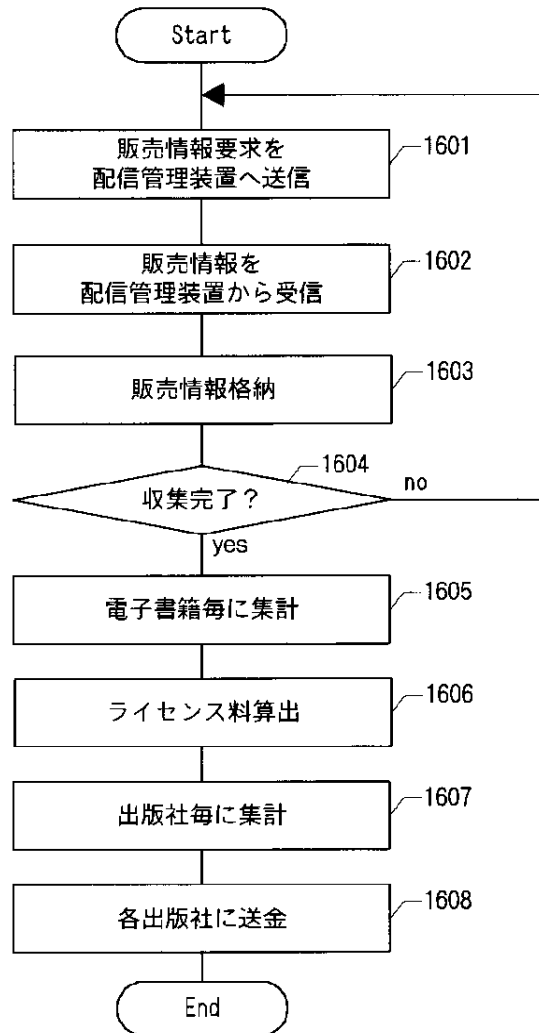 Start
販売情報要求を
配信管理装置へ送信
1601
販売情報を
配信管理装置から受信
1602
販売情報格納
1603
1604
収集完了？
no
yes
電子書籍毎に集計
1605
ライセンス料算出
1606
出版社毎に集計
1607
各出版社に送金
1608
End